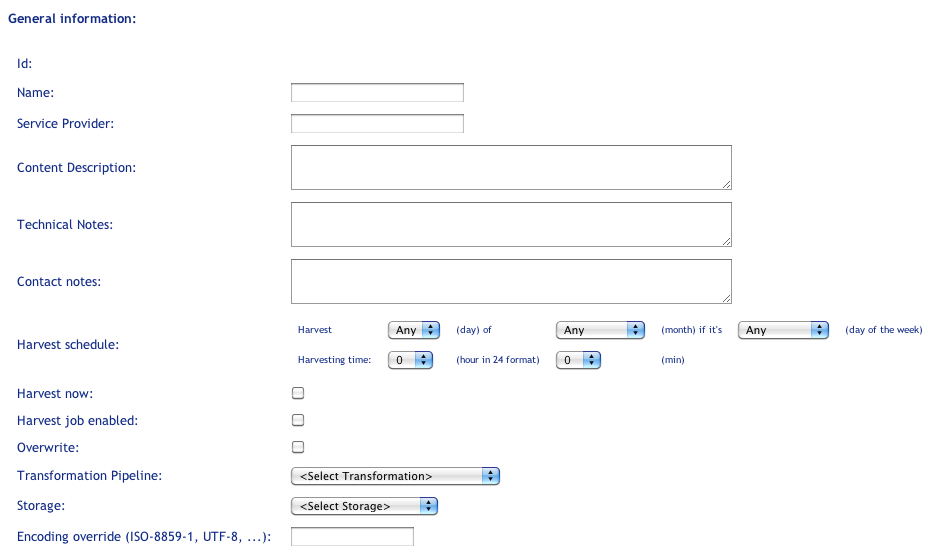 General information:
Id:
Name:
Service Provider:
Content Description:
Technical Notes:
Contact notes:
Harvest schedule:
Harvest Any (day) of Any (month) if it's Any (day of the week)
Harvesting time: 0 (hour in 24 format) 0 (min)
Harvest now:
Harvest job enabled:
Overwrite:
Transformation Pipeline: <Select Transformation>
Storage: <Select Storage>
Encoding override (ISO-8859-1, UTF-8, ...):